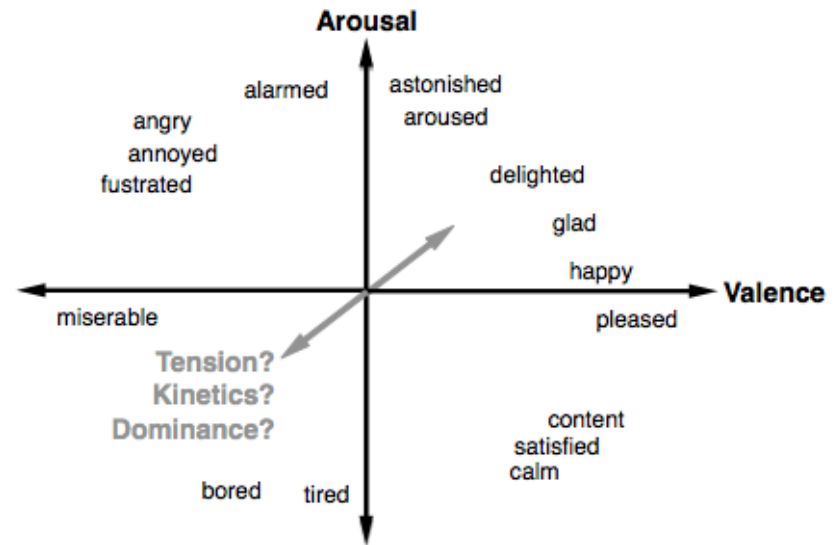 Arousal
alarmed
astonished
aroused
angry
annoyed
fustrated
delighted
glad
happy
Valence
miserable
pleased
Tension?
Kinetics?
Dominance?
content
satisfied
calm
bored
tired